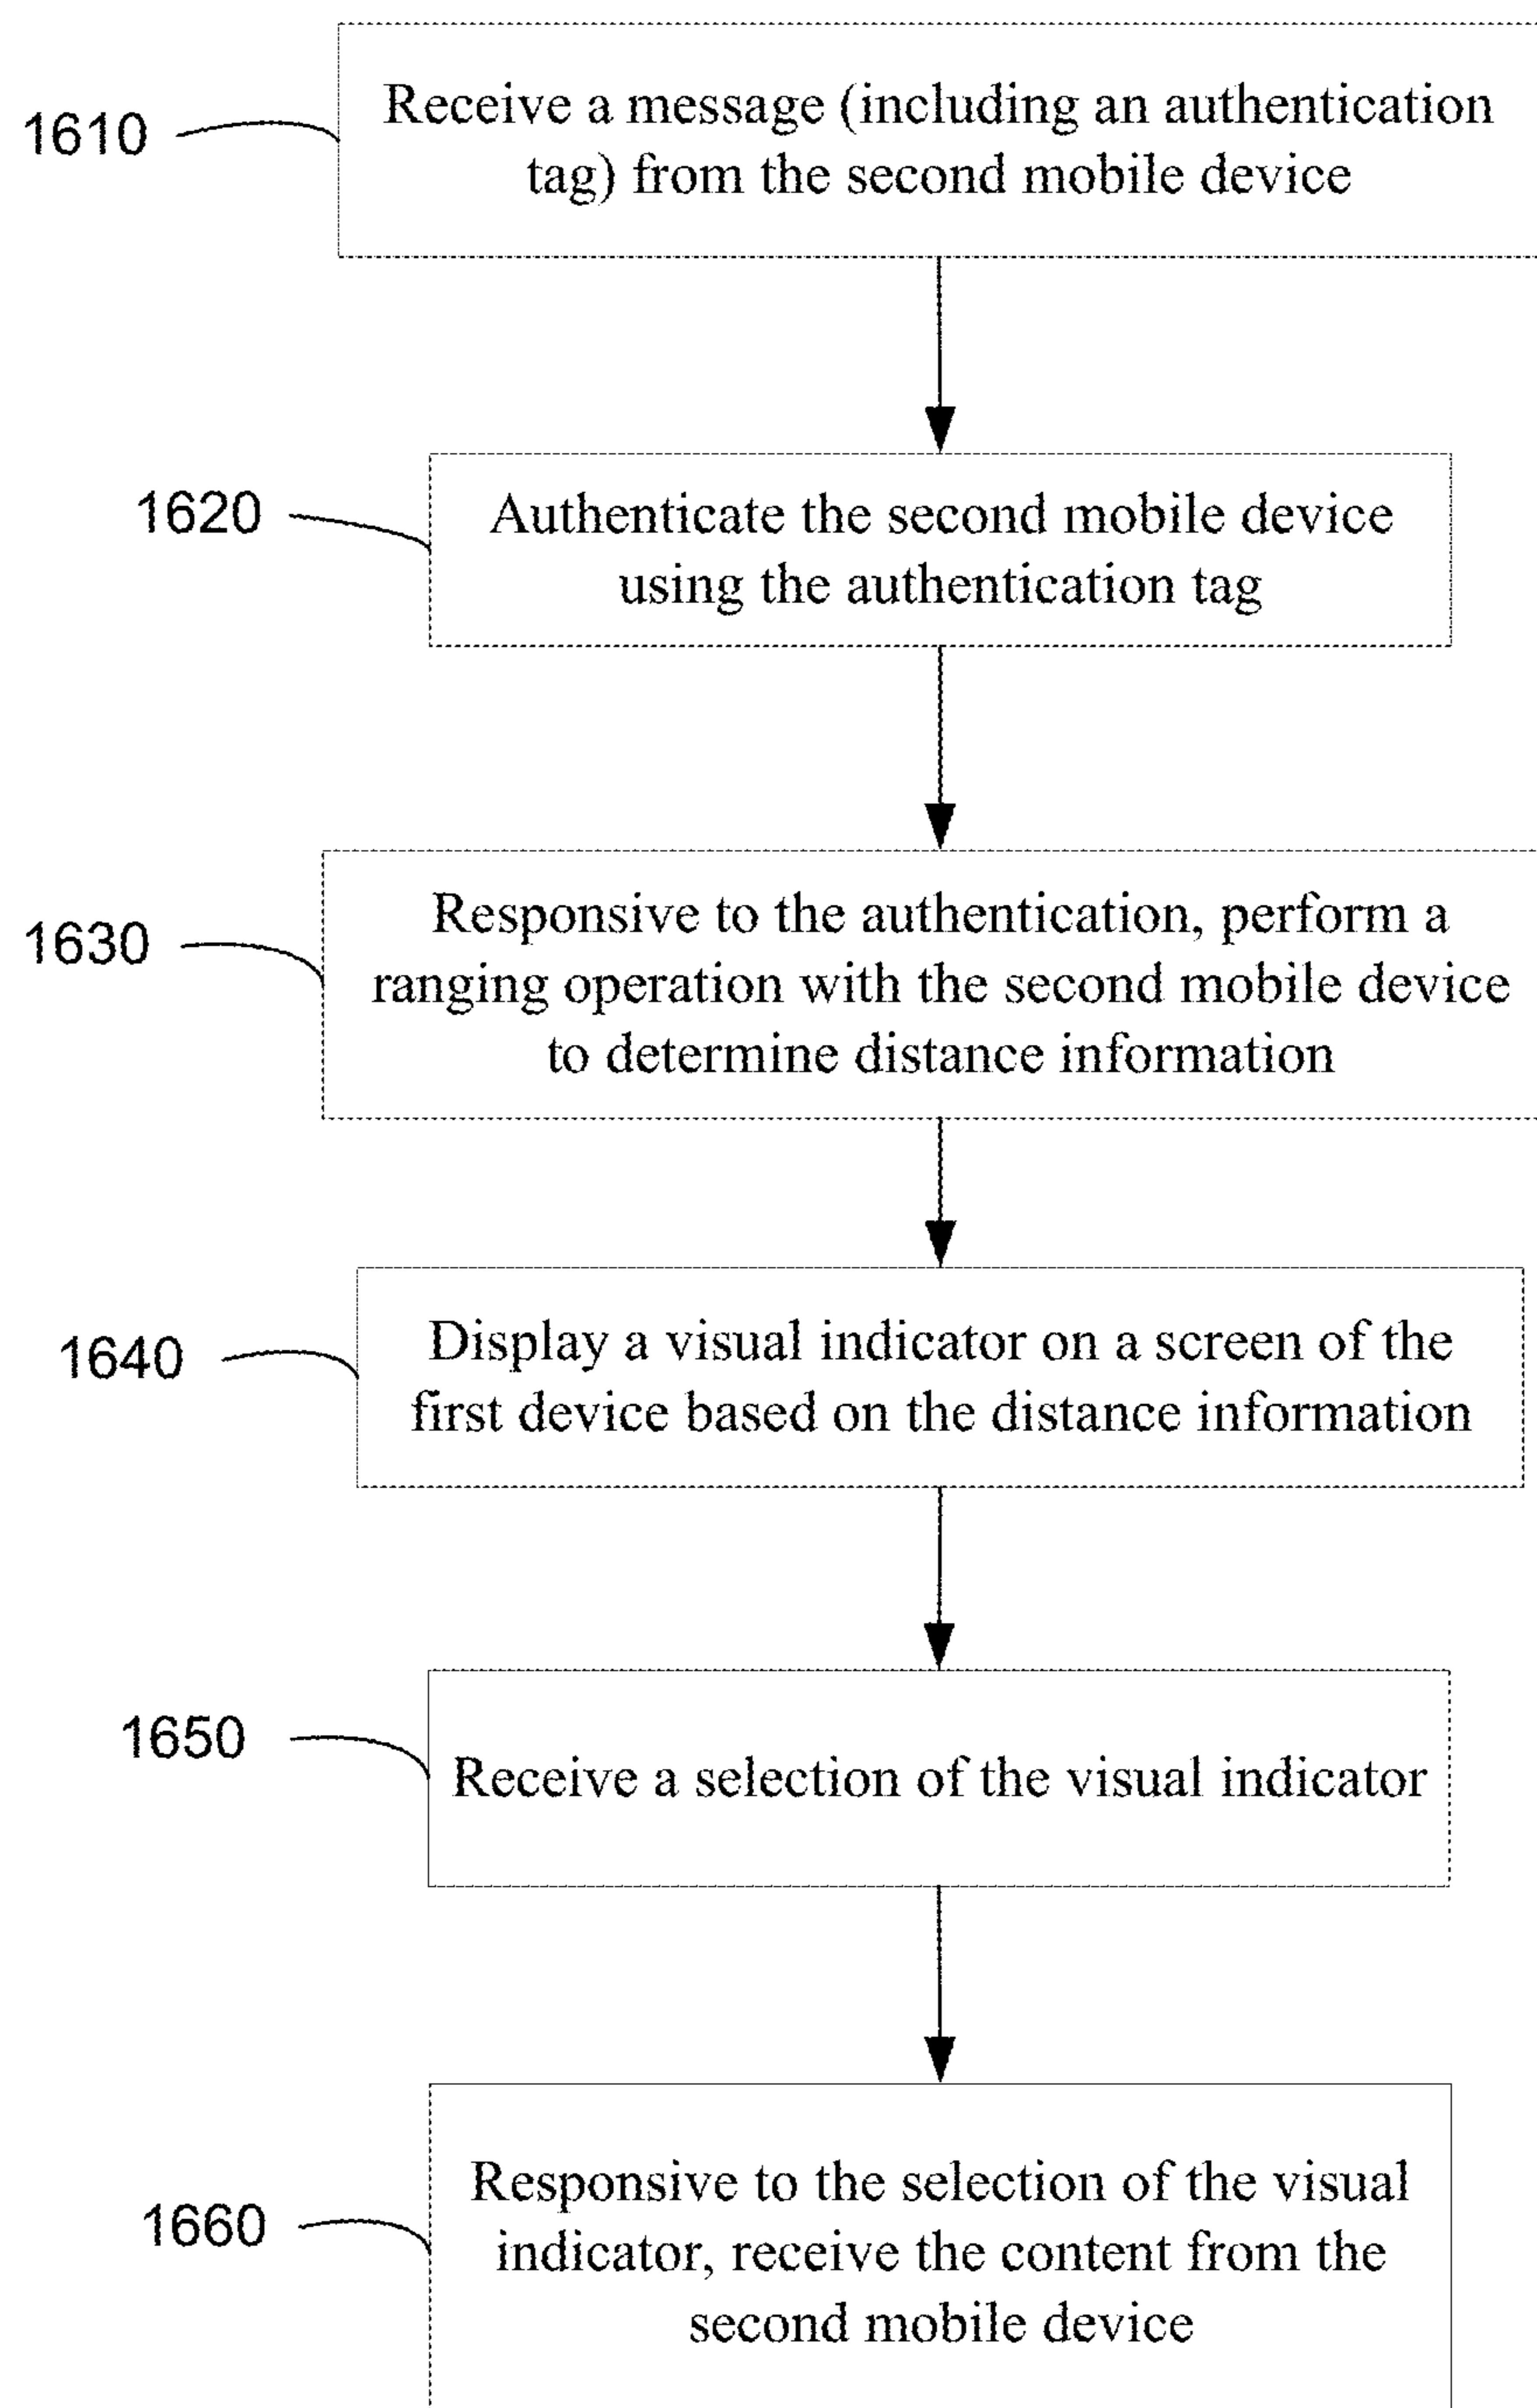 1610
Receive a message (including an authentication
tag) from the second mobile device
1620
Authenticate the second mobile device
using the authentication tag
1630
Responsive to the authentication, perform a
ranging operation with the second mobile device
to determine distance information
1640
Display a visual indicator on a screen of the
first device based on the distance information
1650
Receive a selection of the visual indicator
1660
Responsive to the selection of the visual
indicator, receive the content from the
second mobile device